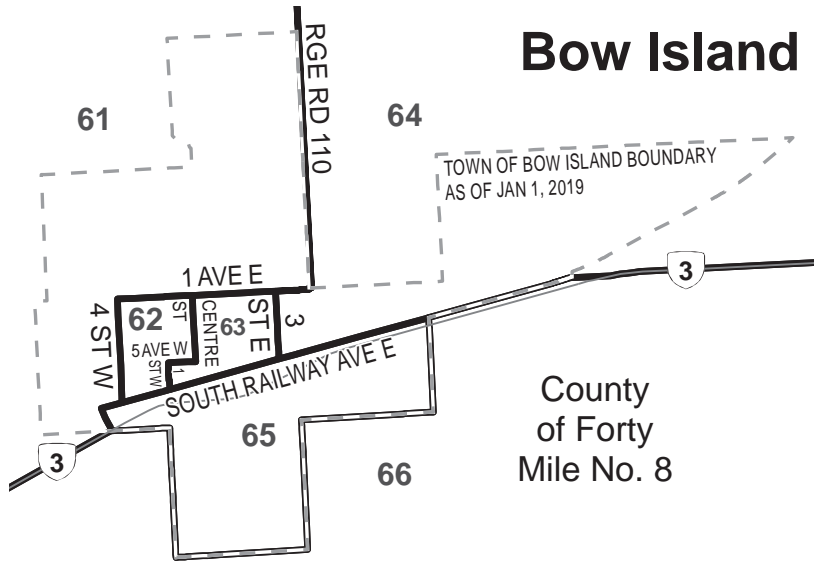 Bow Island
RGE RD 110
61
64
TOWN OF BOW ISLAND BOUNDARY
AS OF JAN 1, 2019
3
1 AVE E
4 ST W
62
CENTRE
ST
63
3
ST E
5 AVE W
1
ST W
SOUTH RAILWAY AVE E
65
66
County
of Forty
Mile No. 8
3